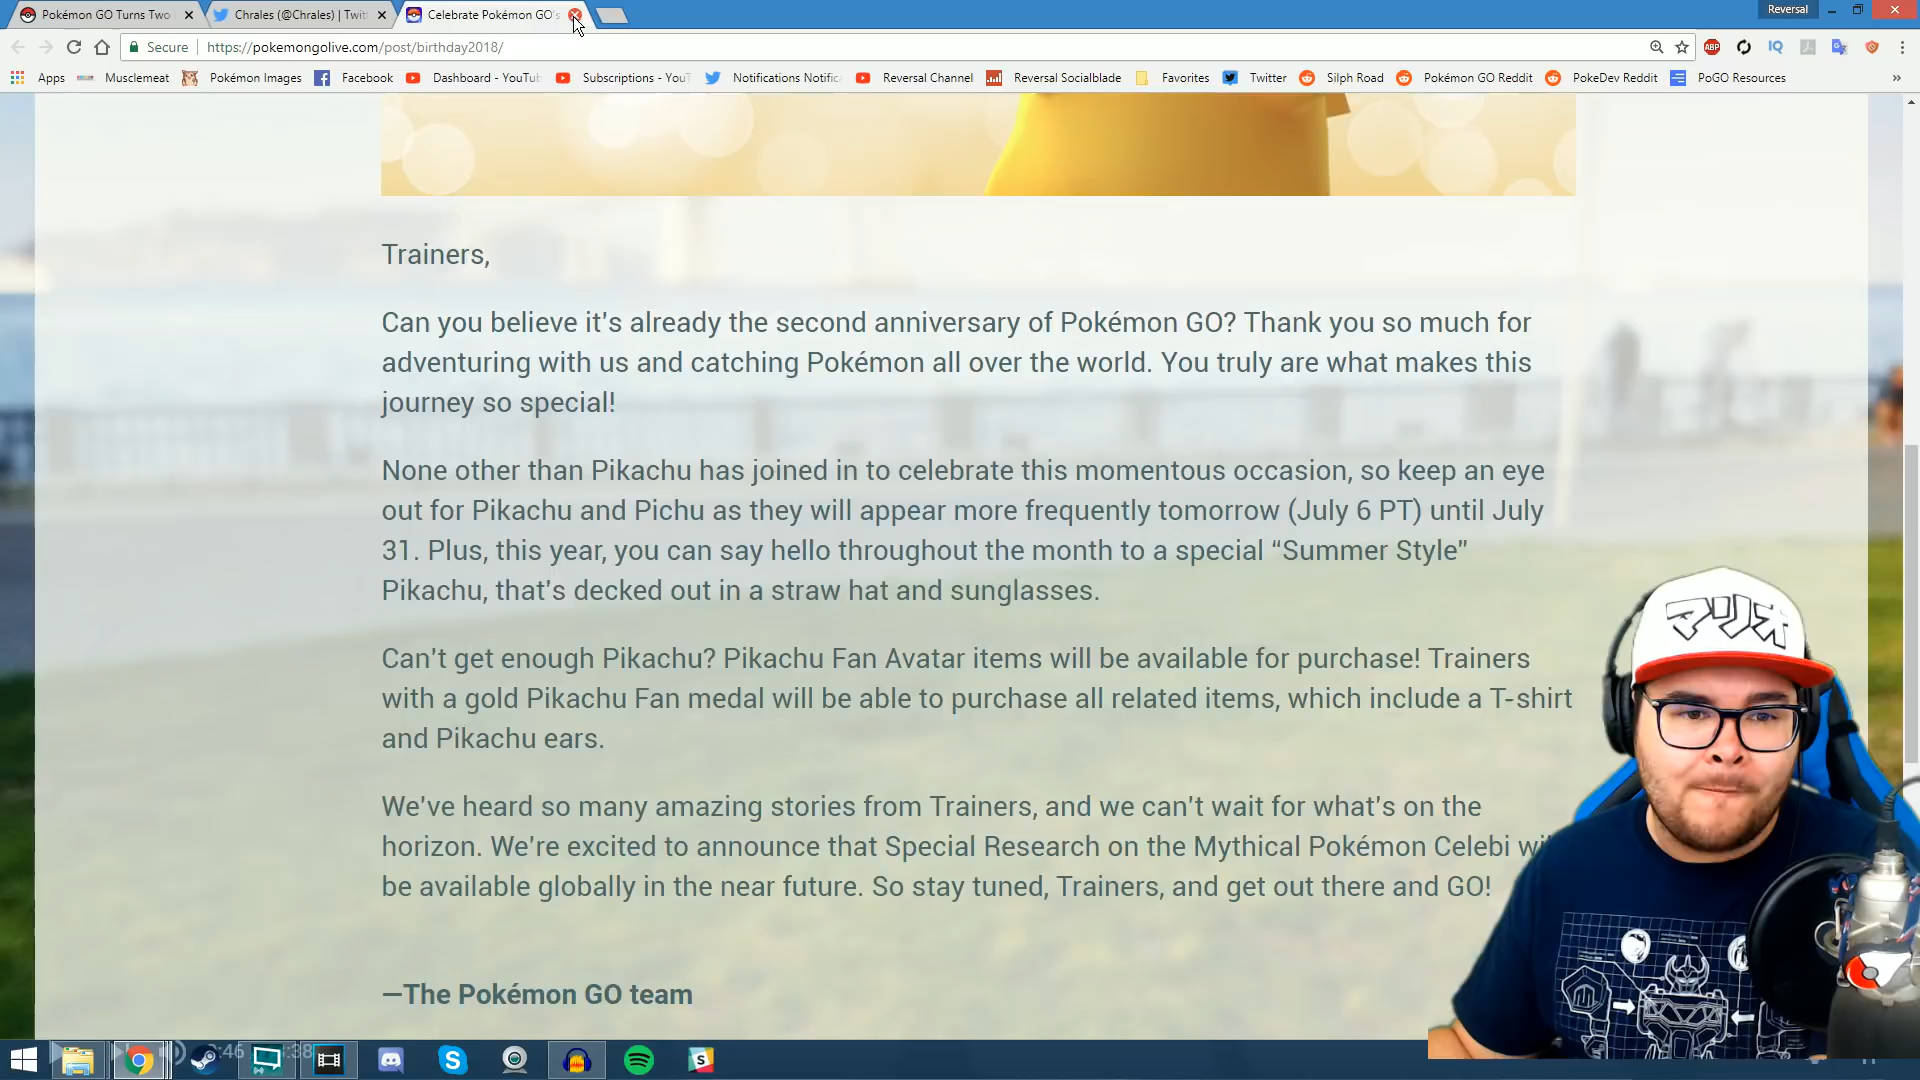 Pokémon GO Turns Two
Chrales (@Chrales) | Twit
Celebrate Pokémon GO's
Reversal
Secure
https://pokemongolive.com/post/birthday2018/
ABP
IQ
Apps
Musclemeat
Pokémon Images
Facebook
Dashboard - YouTu
Subscriptions - You
Notifications Notific
Reversal Channel
Reversal Socialblade
Favorites
Twitter
Silph Road
Pokémon GO Reddit
PokeDev Reddit
PoGO Resources
Trainers,
Can you believe it's already the second anniversary of Pokémon GO? Thank you so much for
adventuring with us and catching Pokémon all over the world. You truly are what makes this
journey so special!
None other than Pikachu has joined in to celebrate this momentous occasion, so keep an eye
out for Pikachu and Pichu as they will appear more frequently tomorrow (July 6 PT) until July
31. Plus, this year, you can say hello throughout the month to a special “Summer Style”
Pikachu, that's decked out in a straw hat and sunglasses.
Can't get enough Pikachu? Pikachu Fan Avatar items will be available for purchase! Trainers
with a gold Pikachu Fan medal will be able to purchase all related items, which include a T-shirt
and Pikachu ears.
We've heard so many amazing stories from Trainers, and we can't wait for what's on the
horizon. We're excited to announce that Special Research on the Mythical Pokémon Celebi wi
be available globally in the near future. So stay tuned, Trainers, and get out there and GO!
—The Pokémon GO team
マリオ